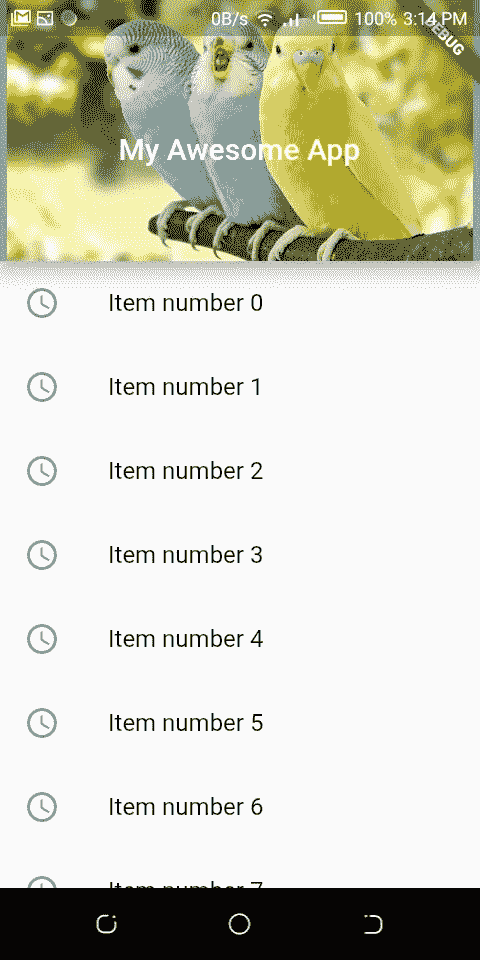 0B/s 100% 3:14 PM
DEBUG
My Awesome App
Item number 0
Item number 1
Item number 2
Item number 3
Item number 4
Item number 5
Item number 6
Item number 7